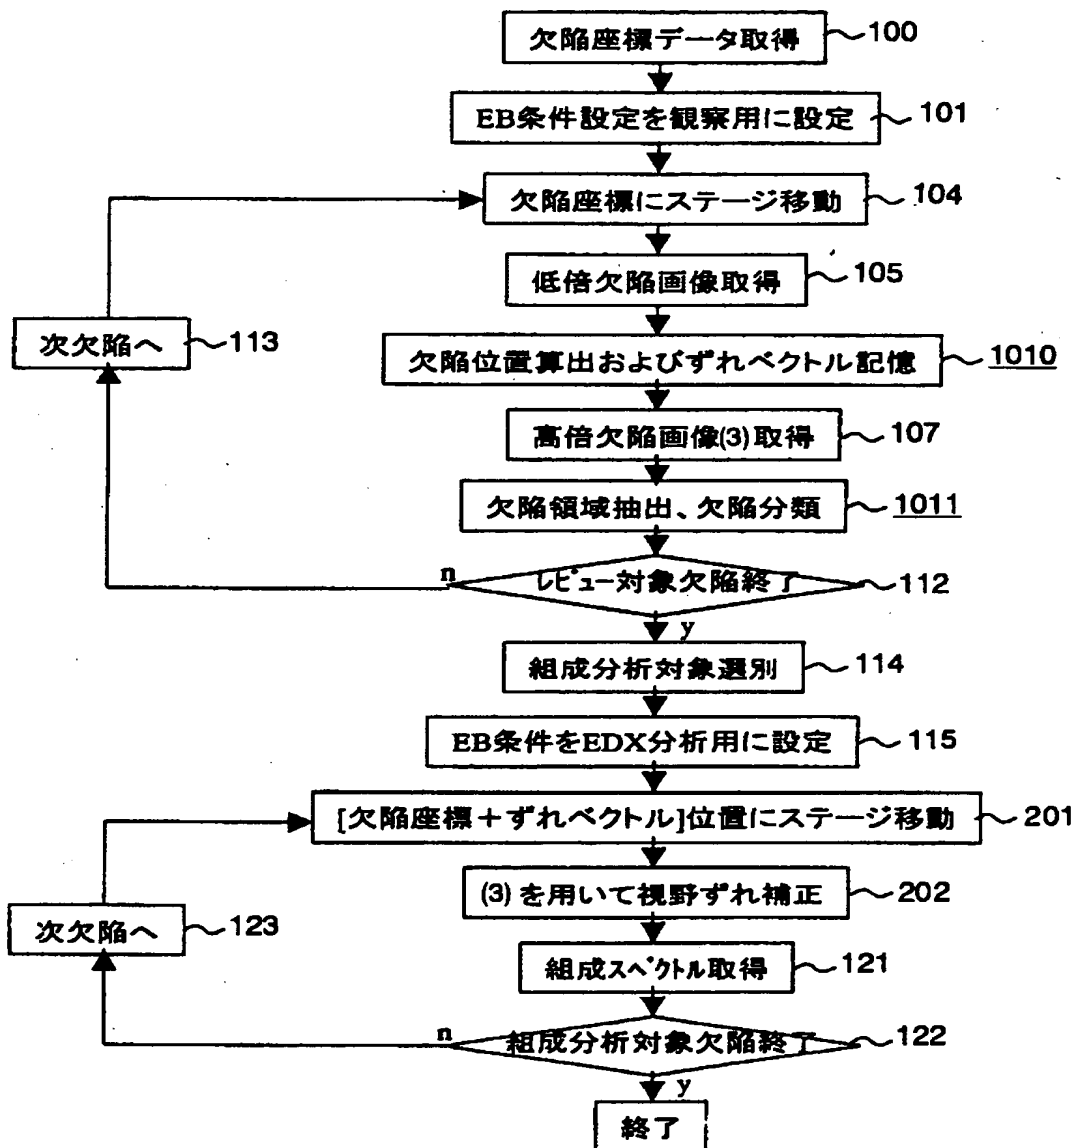 欠陥座標データ取得 100
EB条件設定を観察用に設定 101
欠陥座標にステージ移動 104
低倍欠陥画像取得 105
次欠陥へ 113
欠陥位置算出およびずれベクトル記憶 1010
高倍欠陥画像(3)取得 107
欠陥領域抽出、欠陥分類 1011
n
レビュー対象欠陥終了 112
y
組成分析対象選別 114
EB条件をEDX分析用に設定 115
[欠陥座標+ずれベクトル]位置にステージ移動 201
(3)を用いて視野ずれ補正 202
次欠陥へ 123
組成スペクトル取得 121
n
組成分析対象欠陥終了 122
y
終了